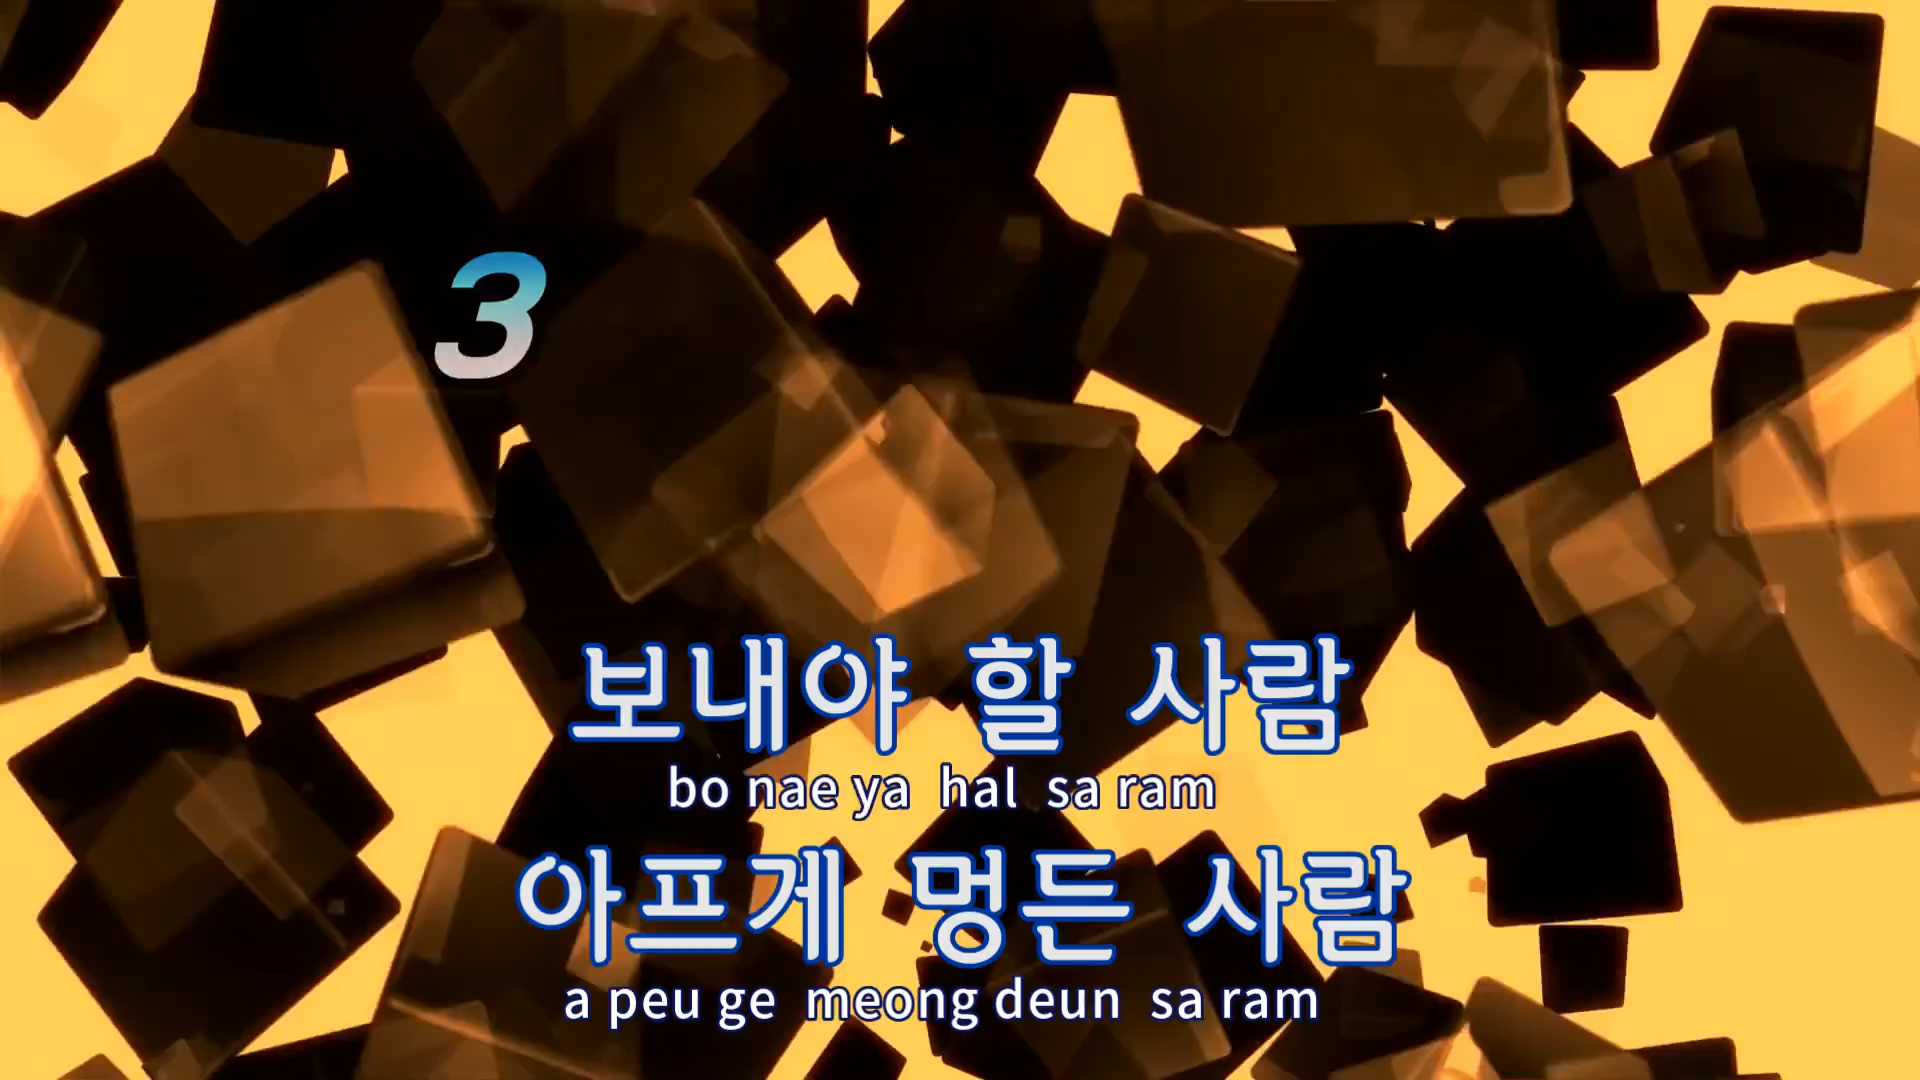 3
보내야 할 사람
bo nae ya hal sa ram
아프게 멍든 사람
a peu ge meong deun sa ram